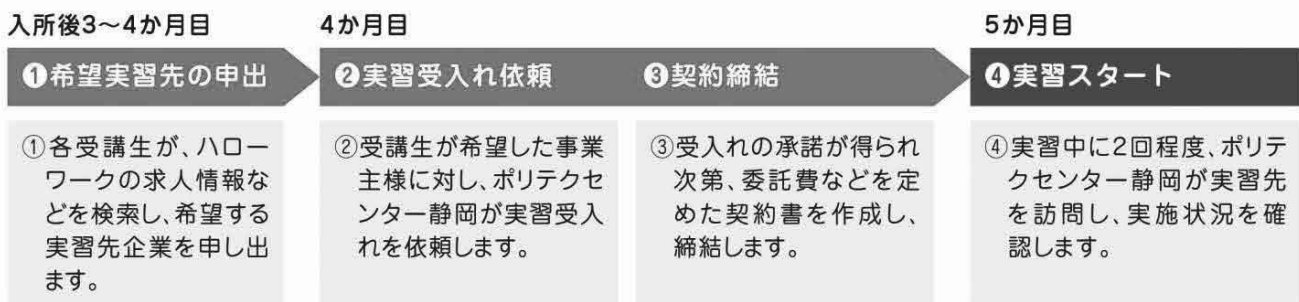 入所後3～4か月目
4か月目
5か月目
❶希望実習先の申出
❷実習受入れ依頼
❸契約締結
❹実習スタート
①各受講生が、ハロー
ワークの求人情報な
どを検索し、希望する
実習先企業を申し出
ます。
②受講生が希望した事業
主様に対し、ポリテクセ
ンター静岡が実習受入
れを依頼します。
③受入れの承諾が得られ
次第、委託費などを定
めた契約書を作成し、
締結します。
④実習中に2回程度、ポリテ
クセンター静岡が実習先
を訪問し、実施状況を確
認します。